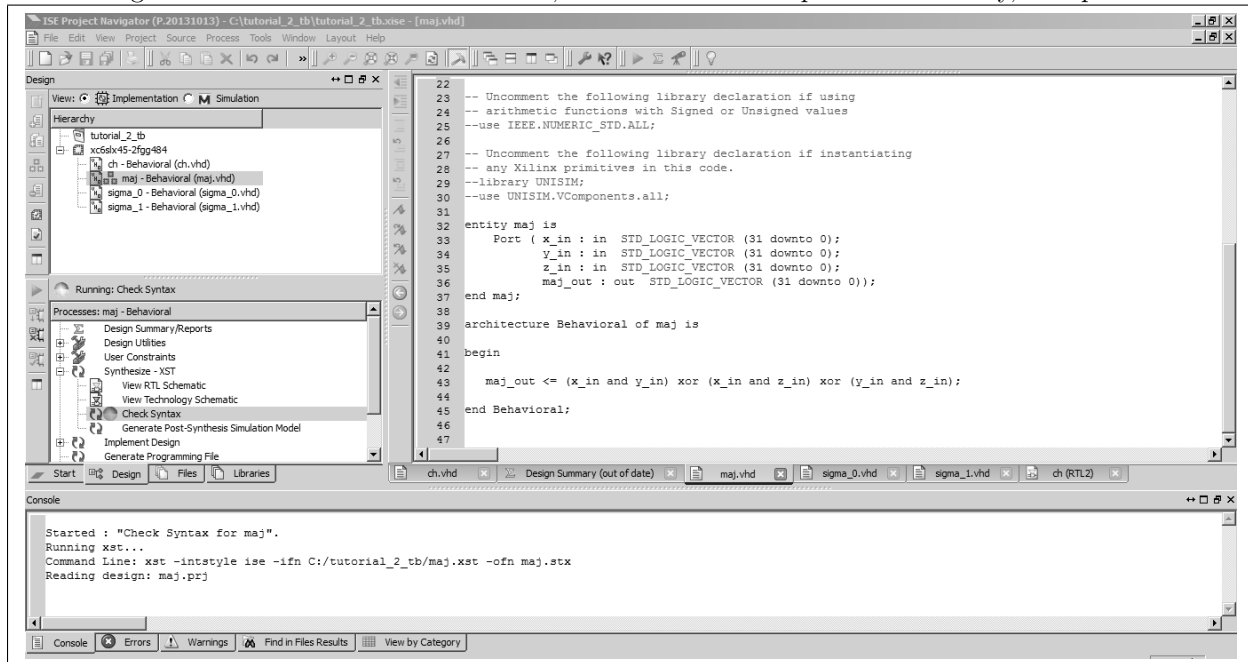 ISE Project Navigator (P.20131013) - C:\tutorial_2_tb\tutorial_2_tb.xise - [maj.vhd]
File Edit View Project Source Process Tools Window Layout Help
Design
View: Implementation Simulation
Hierarchy
tutorial_2_tb
xc6slx45-2fgg484
ch - Behavioral (ch.vhd)
maj - Behavioral (maj.vhd)
sigma_0 - Behavioral (sigma_0.vhd)
sigma_1 - Behavioral (sigma_1.vhd)
Running: Check Syntax
Processes: maj - Behavioral
Design Summary/Reports
Design Utilities
User Constraints
Synthesize - XST
View RTL Schematic
View Technology Schematic
Check Syntax
Generate Post-Synthesis Simulation Model
Implement Design
Generate Programming File
Start Design Files Libraries
22
23 -- Uncomment the following library declaration if using
24 -- arithmetic functions with Signed or Unsigned values
25 --use IEEE.NUMERIC_STD.ALL;
26
27 -- Uncomment the following library declaration if instantiating
28 -- any Xilinx primitives in this code.
29 --library UNISIM;
30 --use UNISIM.VComponents.all;
31
32 entity maj is
33 Port ( x_in : in STD_LOGIC_VECTOR (31 downto 0);
34 y_in : in STD_LOGIC_VECTOR (31 downto 0);
35 z_in : in STD_LOGIC_VECTOR (31 downto 0);
36 maj_out : out STD_LOGIC_VECTOR (31 downto 0));
37 end maj;
38
39 architecture Behavioral of maj is
40
41 begin
42
43 maj_out <= (x_in and y_in) xor (x_in and z_in) xor (y_in and z_in);
44
45 end Behavioral;
46
47
ch.vhd Design Summary (out of date) maj.vhd sigma_0.vhd sigma_1.vhd ch (RTL2)
Console
Started : "Check Syntax for maj".
Running xst...
Command Line: xst -intstyle ise -ifn C:/tutorial_2_tb/maj.xst -ofn maj.stx
Reading design: maj.prj
Console Errors Warnings Find in Files Results View by Category